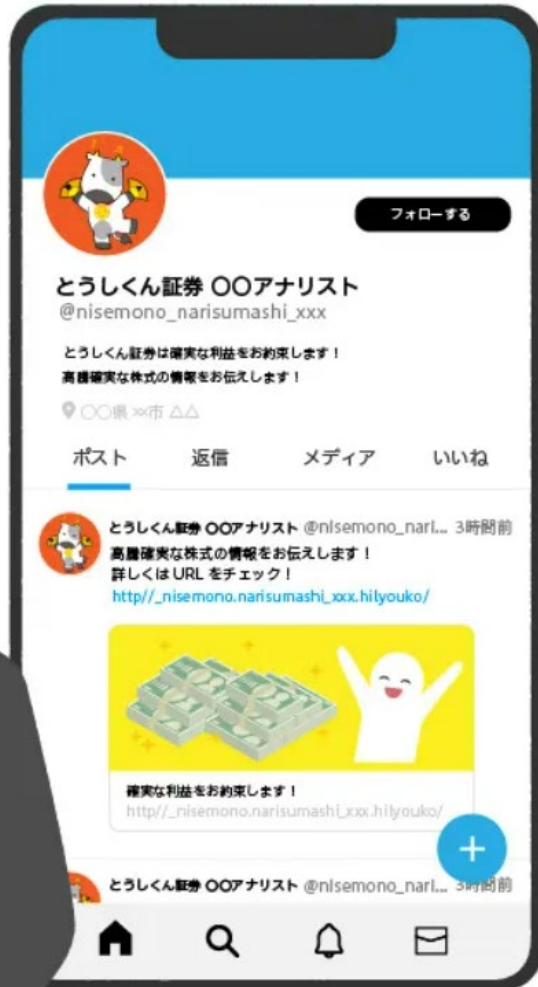 フォローする
とうしくん証券 〇〇アナリスト
@nisemono_narisumashi_xxx
とうしくん証券は確実な利益をお約束します！
高騰確実な株式の情報をお伝えします！
〇〇県 ××市 △△
ポスト 返信 メディア いいね
とうしくん証券 〇〇アナリスト @nisemono_nari... 3時間前
高騰確実な株式の情報をお伝えします！
詳しくは URL をチェック！
http//_nisemono.narisumashi_xxx.hilyouko/
確実な利益をお約束します！
http//_nisemono.narisumashi_xxx.hilyouko/
とうしくん証券 〇〇アナリスト @nisemono_nari... 3時間前